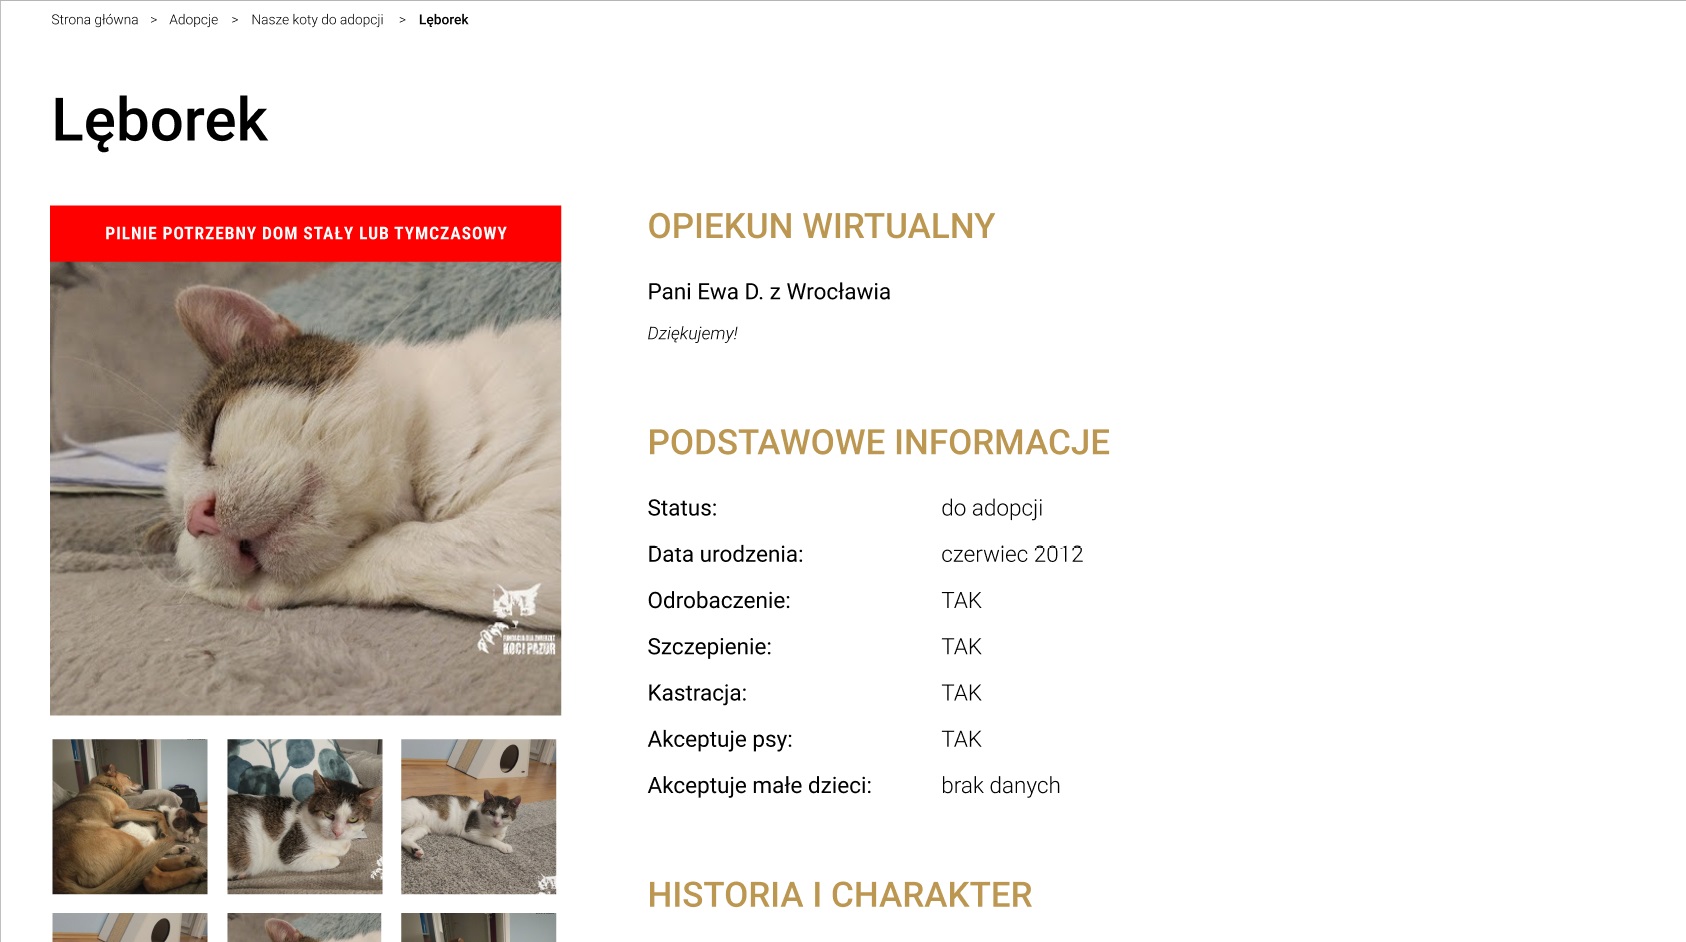 Strona główna > Adopcje > Nasze koty do adopcji > Lęborek
Lęborek
PILNIE POTRZEBNY DOM STAŁY LUB TYMCZASOWY
FUNDACJA DLA ZWIERZĄT
KOCI PAZUR
OPIEKUN WIRTUALNY
Pani Ewa D. z Wrocławia
Dziękujemy!
PODSTAWOWE INFORMACJE
Status: do adopcji
Data urodzenia: czerwiec 2012
Odrobaczenie: TAK
Szczepienie: TAK
Kastracja: TAK
Akceptuje psy: TAK
Akceptuje małe dzieci: brak danych
HISTORIA I CHARAKTER